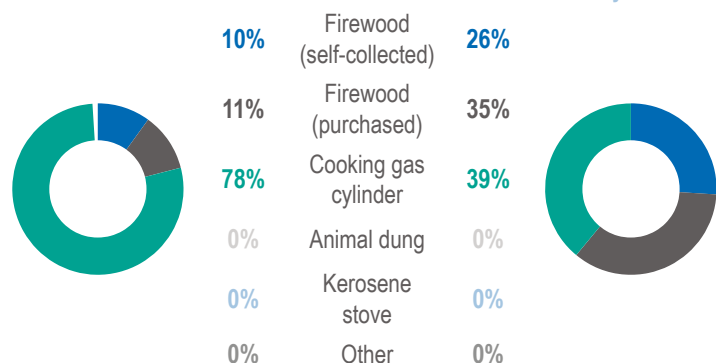 10% Firewood (self-collected) 26%
11% Firewood (purchased) 35%
78% Cooking gas cylinder 39%
0% Animal dung 0%
0% Kerosene stove 0%
0% Other 0%